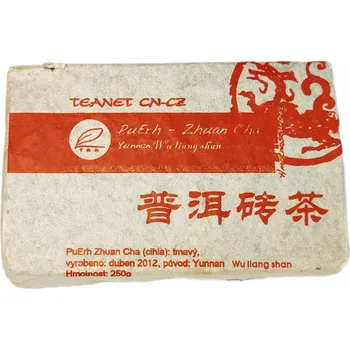 TEANET CN-CZ
PuErh - Zhuan Cha
Yunnan Wu liang shan
普洱砖茶
PuErh Zhuan Cha (cihla): tmavý,
vyrobeno: duben 2012, původ: Yunnan Wu liang shan
Hmotnost: 250g